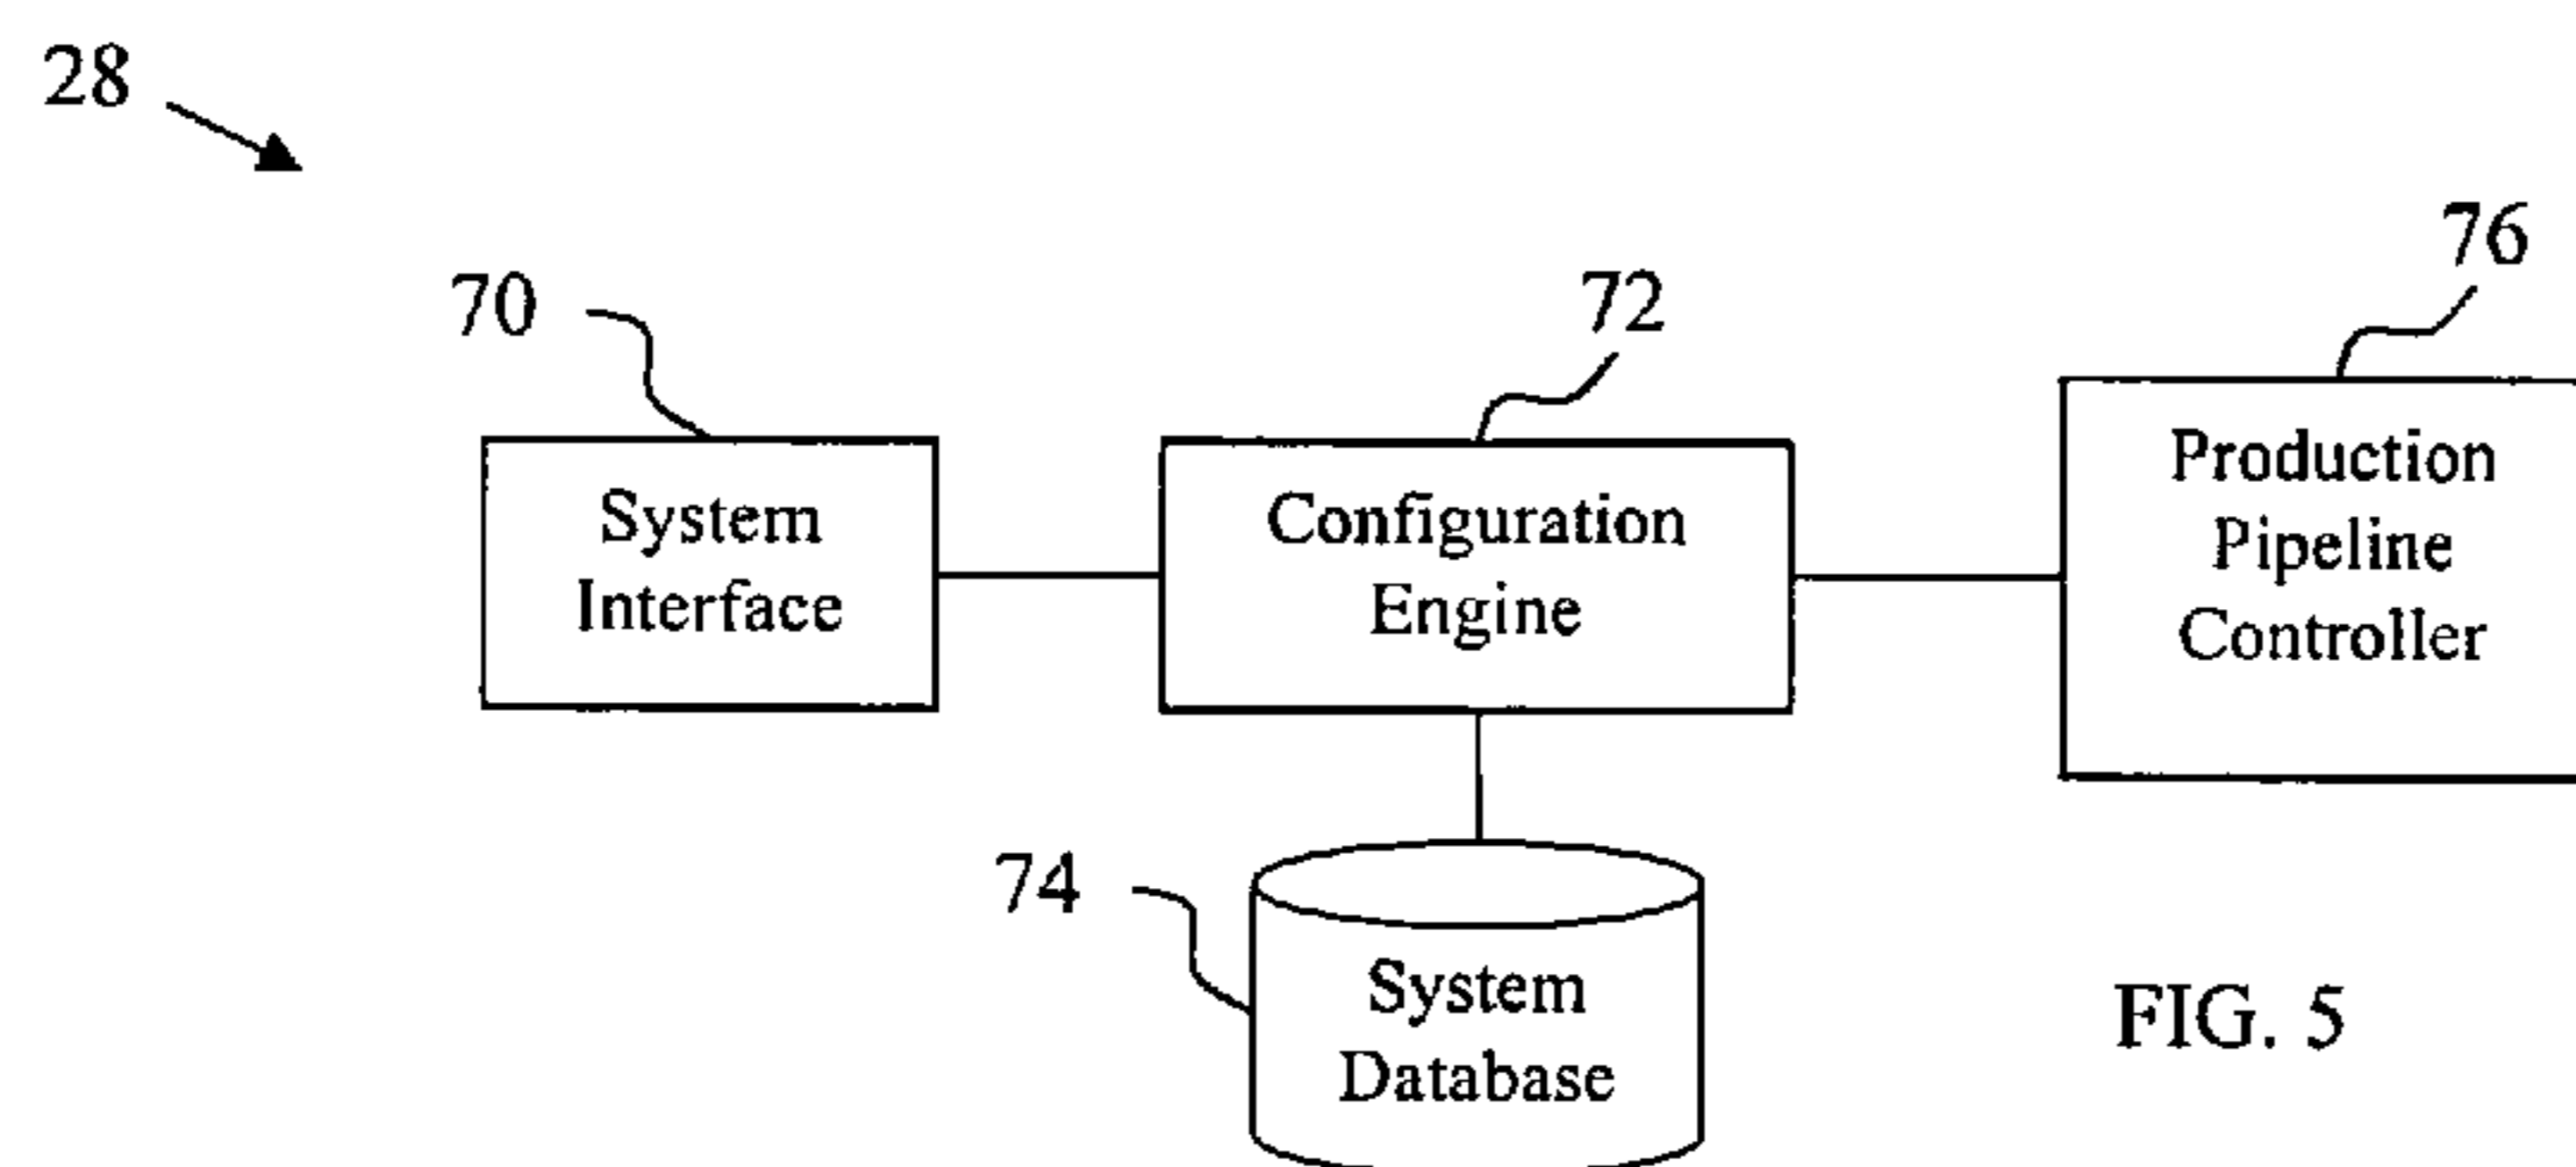 28
76
70
72
System
Interface
Configuration
Engine
Production
Pipeline
Controller
74
System
Database
FIG. 5